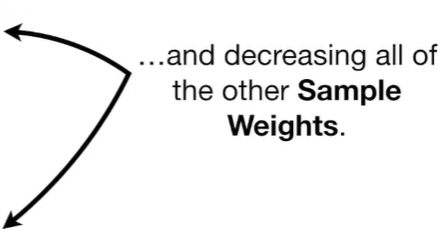 …and decreasing all of
the other Sample
Weights.